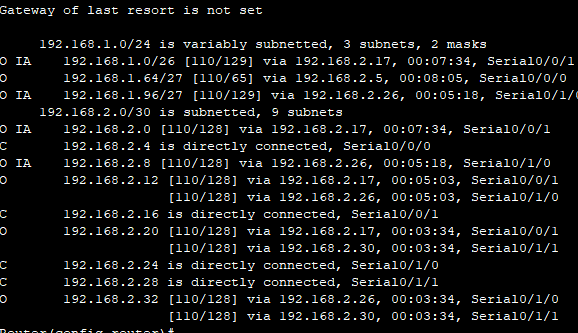 Gateway of last resort is not set
192.168.1.0/24 is variably subnetted, 3 subnets, 2 masks
O IA 192.168.1.0/26 [110/129] via 192.168.2.17, 00:07:34, Serial0/0/1
O 192.168.1.64/27 [110/65] via 192.168.2.5, 00:08:05, Serial0/0/0
O IA 192.168.1.96/27 [110/129] via 192.168.2.26, 00:05:18, Serial0/1/0
192.168.2.0/30 is subnetted, 9 subnets
O IA 192.168.2.0 [110/128] via 192.168.2.17, 00:07:34, Serial0/0/1
C 192.168.2.4 is directly connected, Serial0/0/0
O IA 192.168.2.8 [110/128] via 192.168.2.26, 00:05:18, Serial0/1/0
O 192.168.2.12 [110/128] via 192.168.2.17, 00:05:03, Serial0/0/1
[110/128] via 192.168.2.26, 00:05:03, Serial0/1/0
C 192.168.2.16 is directly connected, Serial0/0/1
O 192.168.2.20 [110/128] via 192.168.2.17, 00:03:34, Serial0/0/1
[110/128] via 192.168.2.30, 00:03:34, Serial0/1/1
C 192.168.2.24 is directly connected, Serial0/1/0
C 192.168.2.28 is directly connected, Serial0/1/1
O 192.168.2.32 [110/128] via 192.168.2.26, 00:03:34, Serial0/1/0
[110/128] via 192.168.2.30, 00:03:34, Serial0/1/1
Router(config-router)#